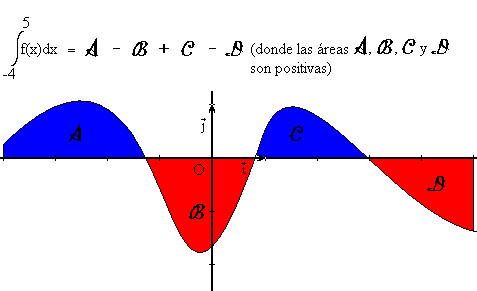 5
∫f(x)dx = A - B + C - D (donde las áreas A, B, C y D
-4
son positivas)
j
A
C
O
i
B
D